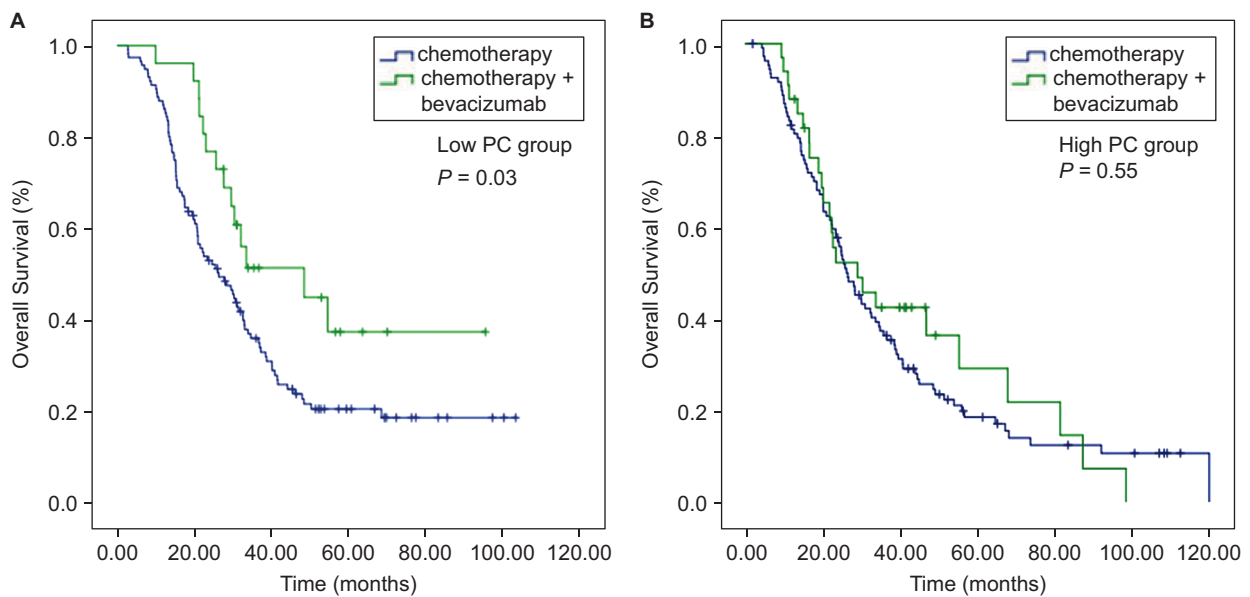 A
Overall Survival (%)
1.0
0.8
0.6
0.4
0.2
0.0
chemotherapy
chemotherapy +
bevacizumab
Low PC group
P = 0.03
0.00 20.00 40.00 60.00 80.00 100.00 120.00
Time (months)
B
Overall Survival (%)
1.0
0.8
0.6
0.4
0.2
0.0
chemotherapy
chemotherapy +
bevacizumab
High PC group
P = 0.55
0.00 20.00 40.00 60.00 80.00 100.00 120.00
Time (months)